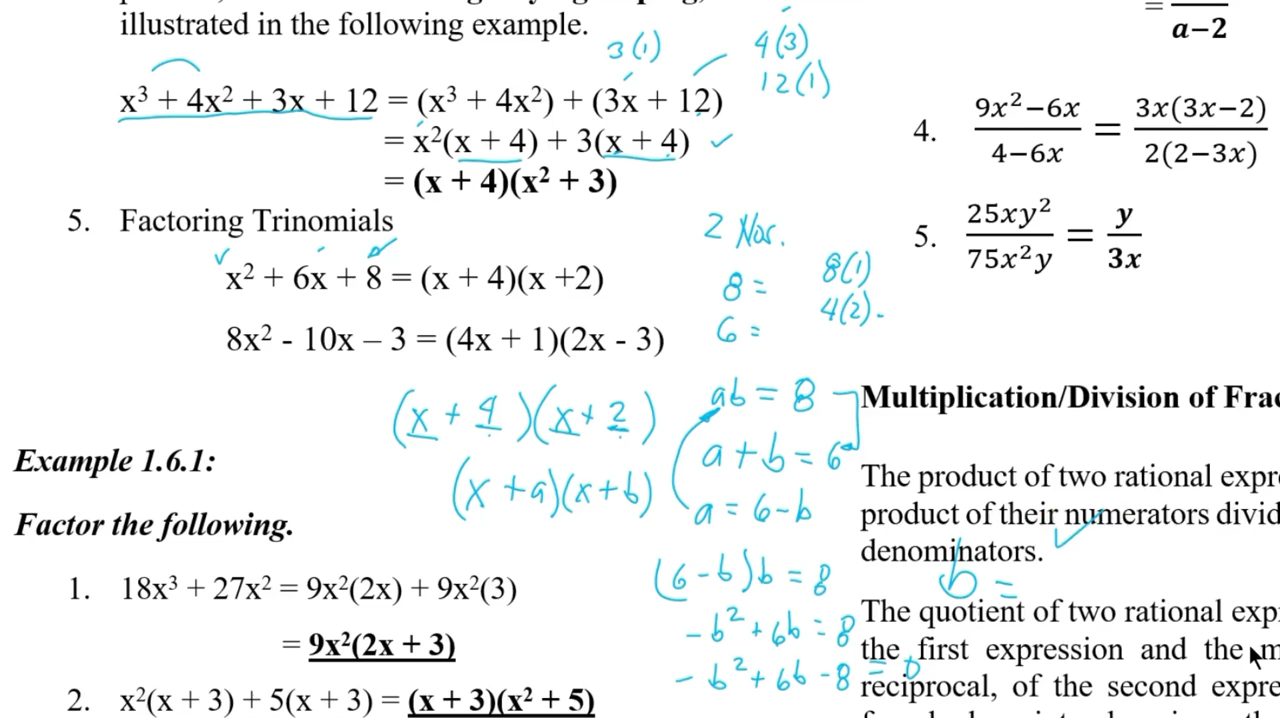 illustrated in the following example.
3(1)
4(3)
12(1)
x³ + 4x² + 3x + 12 = (x³ + 4x²) + (3x + 12)
= x²(x + 4) + 3(x + 4)
= (x + 4)(x² + 3)
5. Factoring Trinomials
x² + 6x + 8 = (x + 4)(x +2)
8x² - 10x – 3 = (4x + 1)(2x - 3)
2 Nos.
8 = 8(1)
4(2)
6 =
(x + 4)(x + 2)
(x + a)(x + b)
ab = 8
a + b = 6
a = 6 - b
(6 - b)b = 8
- b² + 6b = 8
- b² + 6b - 8 = 0
b =
Example 1.6.1:
Factor the following.
1. 18x³ + 27x² = 9x²(2x) + 9x²(3)
= 9x²(2x + 3)
2. x²(x + 3) + 5(x + 3) = (x + 3)(x² + 5)
=
a−2
4. 9x²−6x / 4−6x = 3x(3x−2) / 2(2−3x)
5. 25xy² / 75x²y = y / 3x
Multiplication/Division of Fra
The product of two rational expr
product of their numerators divid
denominators.
The quotient of two rational exp
the first expression and the m
reciprocal, of the second expre